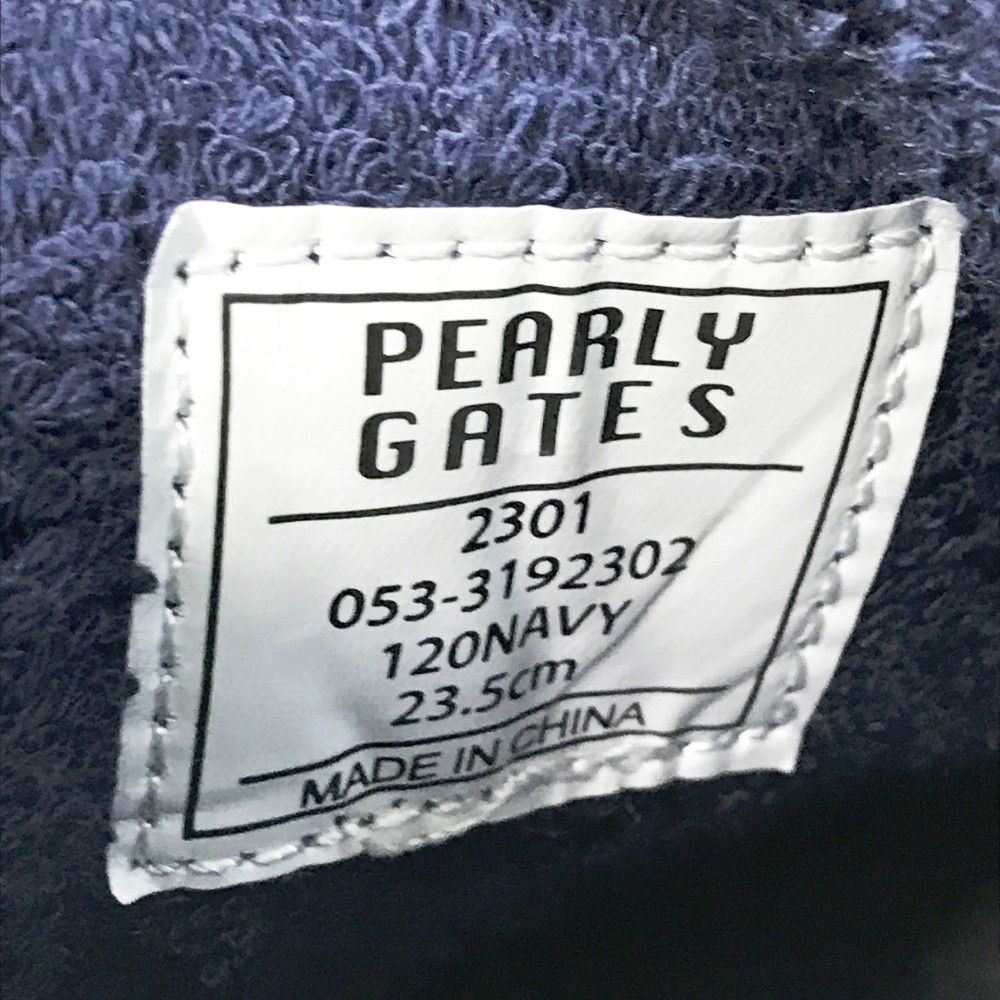 PEARLY
GATES
2301
053-3192302
120NAVY
23.5cm
MADE IN CHINA